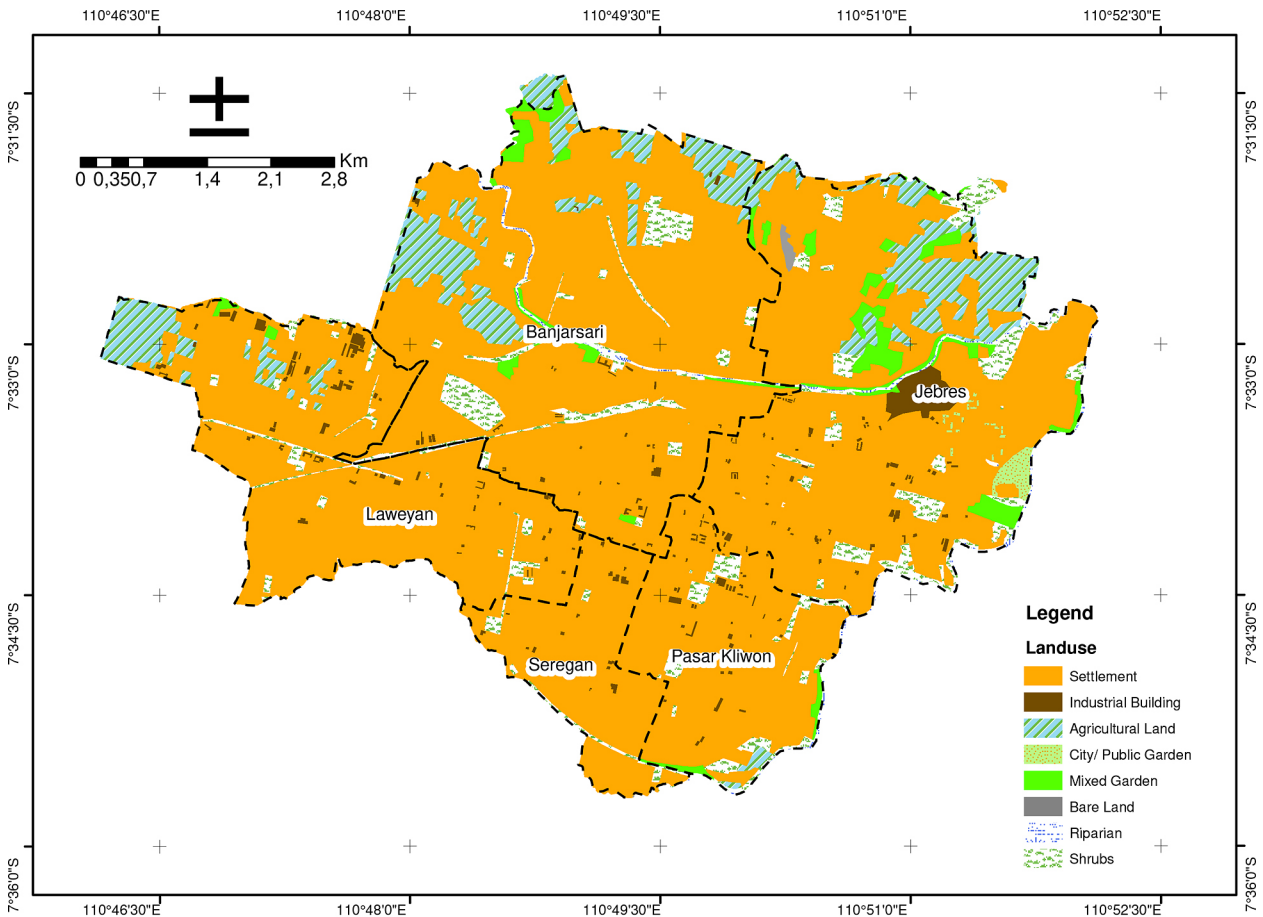 110°46'30"E 110°48'0"E 110°49'30"E 110°51'0"E 110°52'30"E
7°31'30"S 7°31'30"S
Km
0 0,350,7 1,4 2,1 2,8
Banjarsari
7°33'0"S 7°33'0"S
Jebres
Laweyan
7°34'30"S 7°34'30"S
Seregan
Pasar Kliwon
Legend
Landuse
Settlement
Industrial Building
Agricultural Land
City/ Public Garden
Mixed Garden
Bare Land
Riparian
Shrubs
7°36'0"S 7°36'0"S
110°46'30"E 110°48'0"E 110°49'30"E 110°51'0"E 110°52'30"E